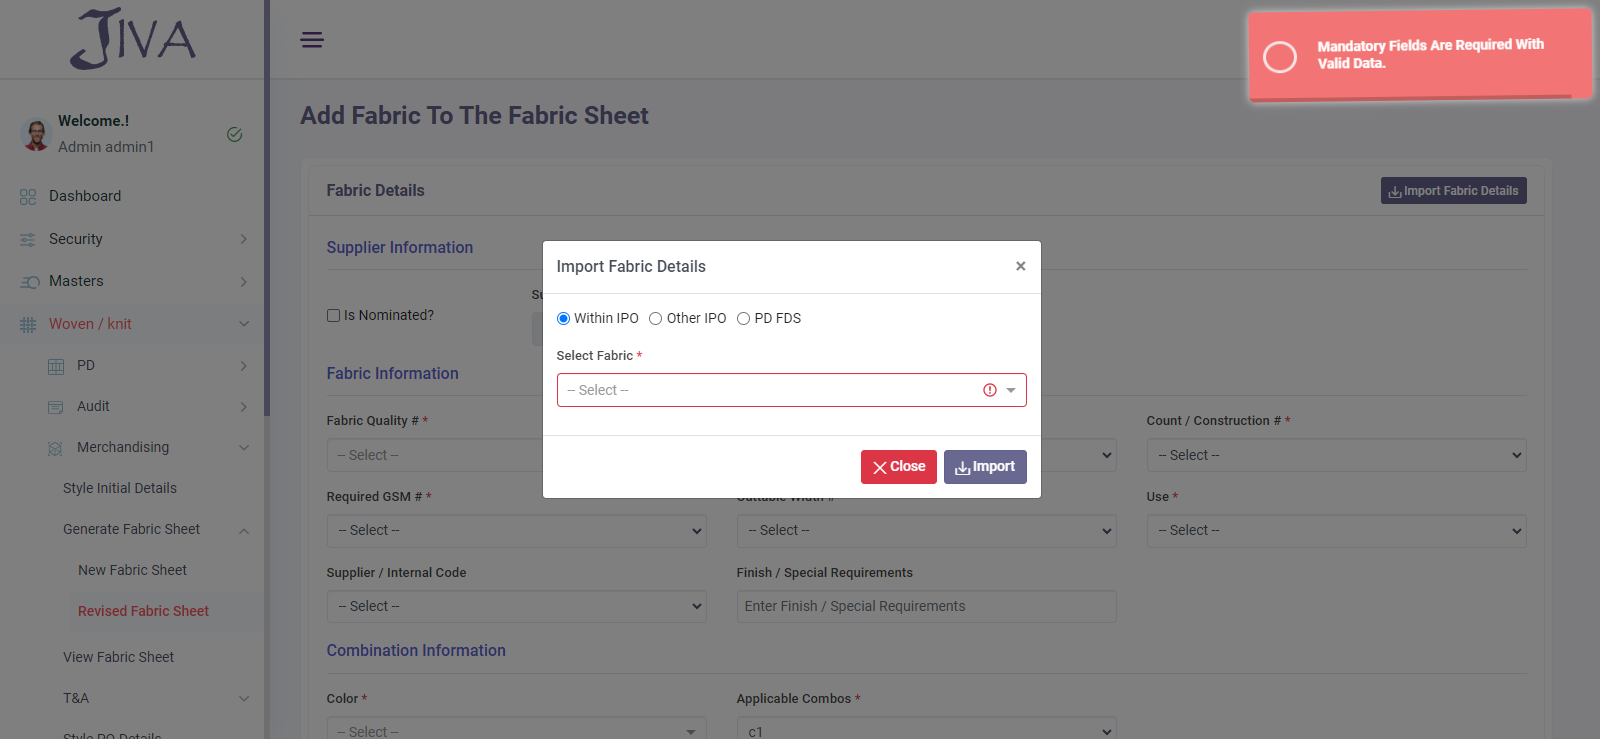 JIVA
Mandatory Fields Are Required With
Valid Data.
Welcome.!
Admin admin1
Dashboard
Security
Masters
Woven / knit
PD
Audit
Merchandising
Style Initial Details
Generate Fabric Sheet
New Fabric Sheet
Revised Fabric Sheet
View Fabric Sheet
T&A
Style PO Details
Add Fabric To The Fabric Sheet
Fabric Details
Import Fabric Details
Supplier Information
Is Nominated?
Su
Import Fabric Details
×
Within IPO Other IPO PD FDS
Select Fabric *
-- Select --
Close Import
Fabric Information
Fabric Quality # * Count / Construction # *
-- Select -- -- Select --
Required GSM # * Cuttable Width # Use *
-- Select -- -- Select -- -- Select --
Supplier / Internal Code Finish / Special Requirements
-- Select -- Enter Finish / Special Requirements
Combination Information
Color * Applicable Combos *
-- Select -- c1